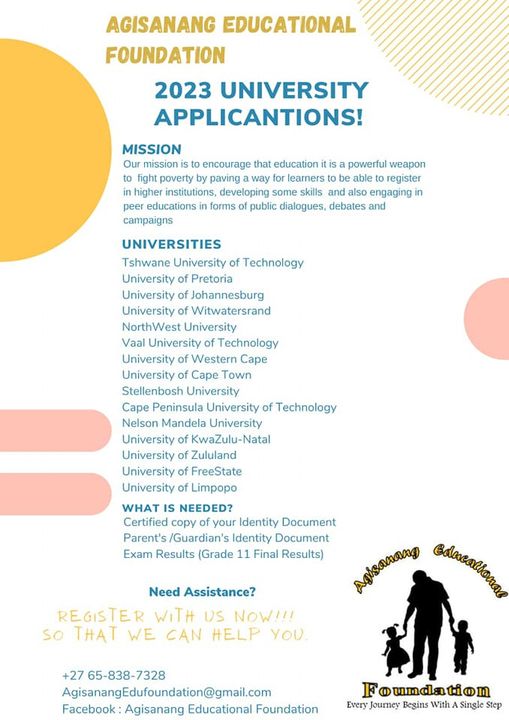 AGISANANG EDUCATIONAL
FOUNDATION
2023 UNIVERSITY
APPLICANTIONS!
MISSION
Our mission is to encourage that education it is a powerful weapon
to fight poverty by paving a way for learners to be able to register
in higher institutions, developing some skills and also engaging in
peer educations in forms of public dialogues, debates and
campaigns
UNIVERSITIES
Tshwane University of Technology
University of Pretoria
University of Johannesburg
University of Witwatersrand
NorthWest University
Vaal University of Technology
University of Western Cape
University of Cape Town
Stellenbosh University
Cape Peninsula University of Technology
Nelson Mandela University
University of KwaZulu-Natal
University of Zululand
University of FreeState
University of Limpopo
WHAT IS NEEDED?
Certified copy of your Identity Document
Parent's /Guardian's Identity Document
Exam Results (Grade 11 Final Results)
Need Assistance?
REGISTER WITH US NOW!!!
SO THAT WE CAN HELP YOU.
+27 65-838-7328
AgisanangEdufoundation@gmail.com
Facebook : Agisanang Educational Foundation
Agisanang Educational
Foundation
Every Journey Begins With A Single Step